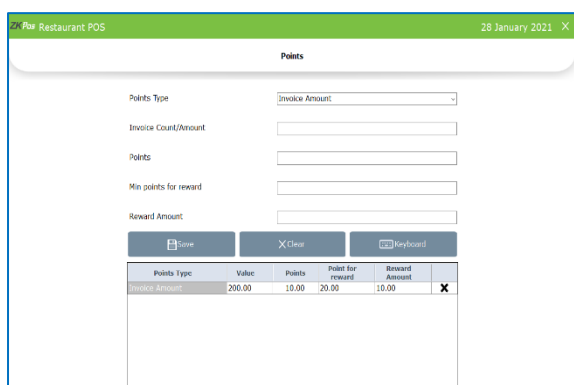 ZKPos Restaurant POS 28 January 2021 X
Points
Points Type Invoice Amount
Invoice Count/Amount
Points
Min points for reward
Reward Amount
Save Clear Keyboard
Points Type Value Points Point for reward Reward Amount
Invoice Amount 200.00 10.00 20.00 10.00 X